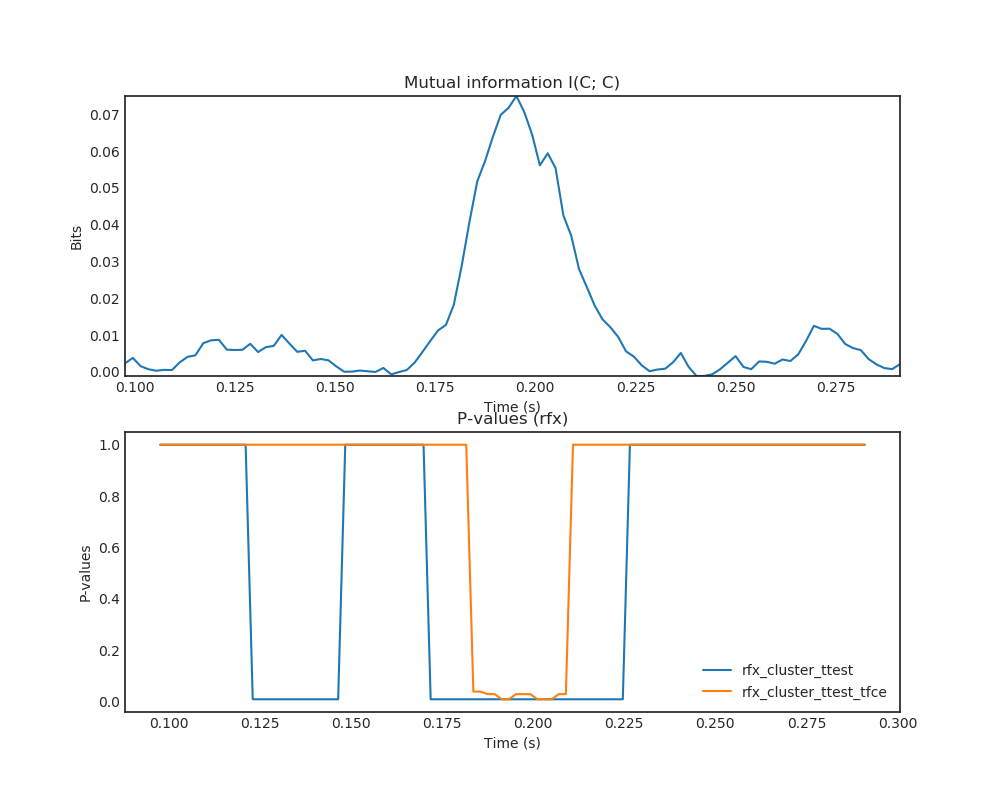 Mutual information I(C; C)
0.07
0.06
0.05
0.04
0.03
0.02
0.01
0.00
Bits
0.100 0.125 0.150 0.175 0.200 0.225 0.250 0.275
Time (s)
P-values (rfx)
1.0
0.8
0.6
0.4
0.2
0.0
P-values
rfx_cluster_ttest
rfx_cluster_ttest_tfce
0.100 0.125 0.150 0.175 0.200 0.225 0.250 0.275 0.300
Time (s)